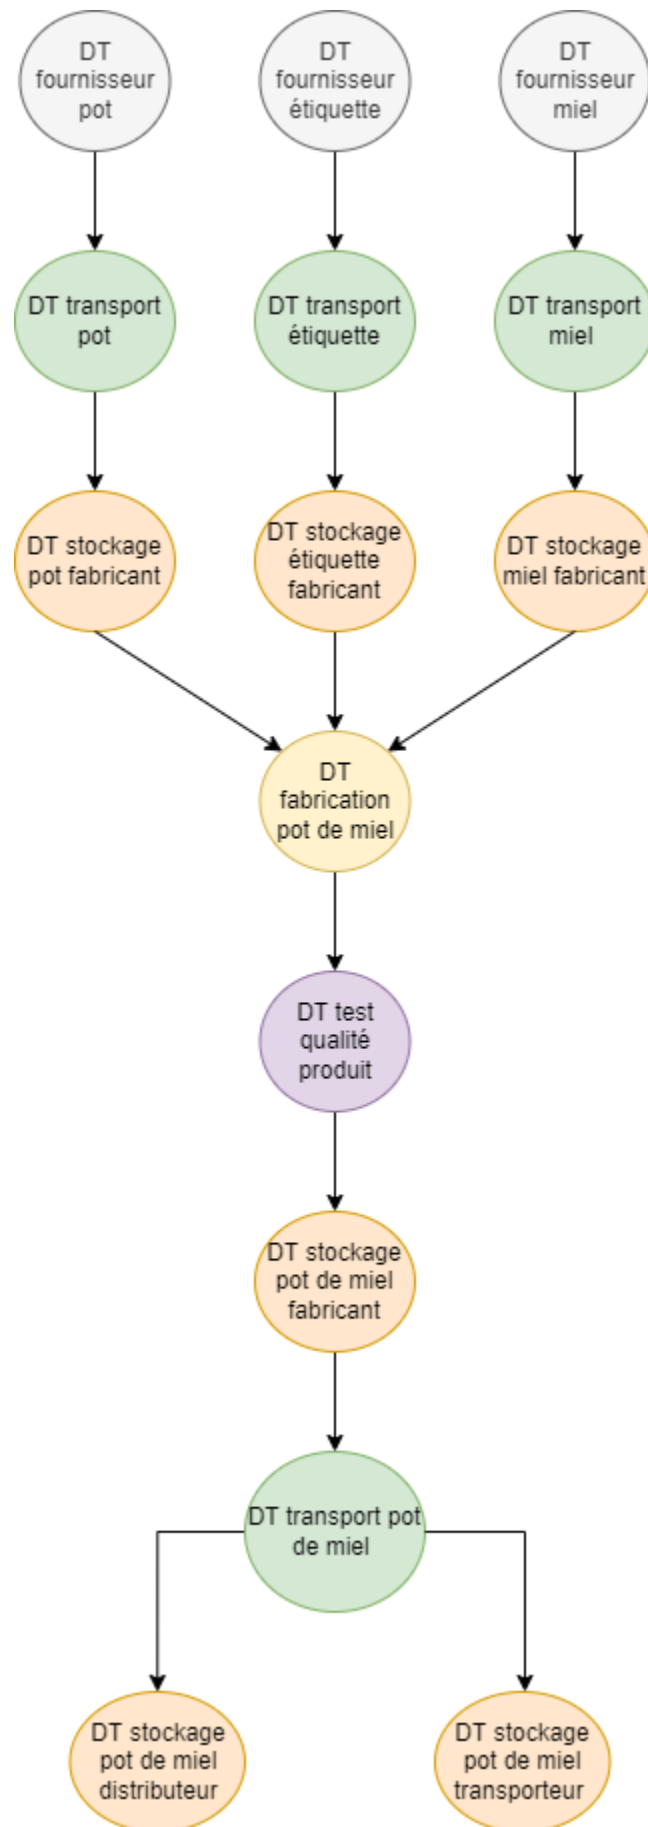 DT
fournisseur
pot
DT
fournisseur
étiquette
DT
fournisseur
miel
DT transport
pot
DT transport
étiquette
DT transport
miel
DT stockage
pot fabricant
DT stockage
étiquette
fabricant
DT stockage
miel fabricant
DT
fabrication
pot de miel
DT test
qualité
produit
DT stockage
pot de miel
fabricant
DT transport pot
de miel
DT stockage
pot de miel
distributeur
DT stockage
pot de miel
transporteur